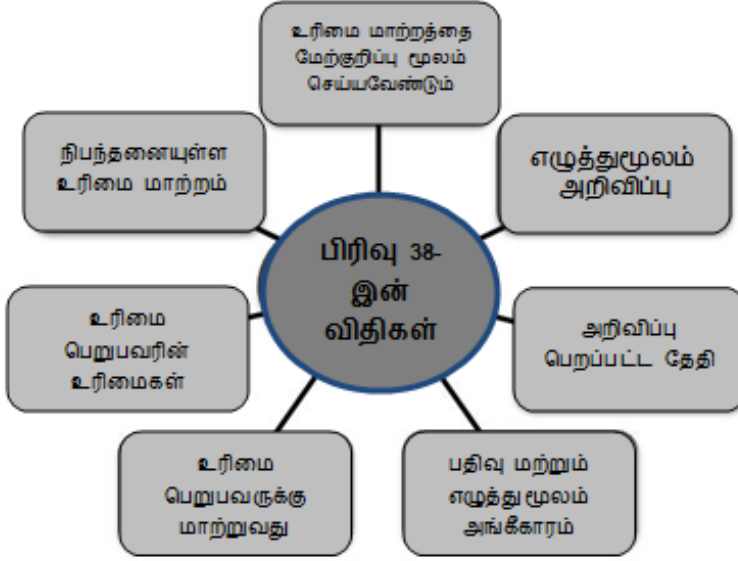 உரிமை மாற்றத்தை
மேற்குறிப்பு மூலம்
செய்யவேண்டும்
எழுத்துமூலம்
அறிவிப்பு
அறிவிப்பு
பெறப்பட்ட தேதி
பதிவு மற்றும்
எழுத்துமூலம்
அங்கீகாரம்
உரிமை
பெறுபவருக்கு
மாற்றுவது
உரிமை
பெறுபவரின்
உரிமைகள்
நிபந்தனையுள்ள
உரிமை மாற்றம்
பிரிவு 38-
இன்
விதிகள்